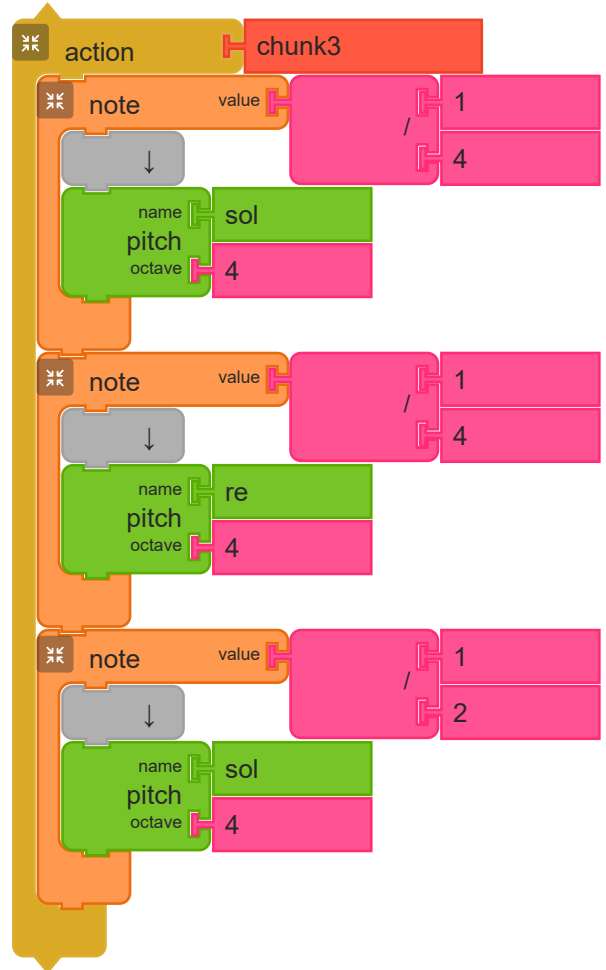 action chunk3
note value 1
/
4
↓
name sol
pitch
octave 4
note value 1
/
4
↓
name re
pitch
octave 4
note value 1
/
2
↓
name sol
pitch
octave 4